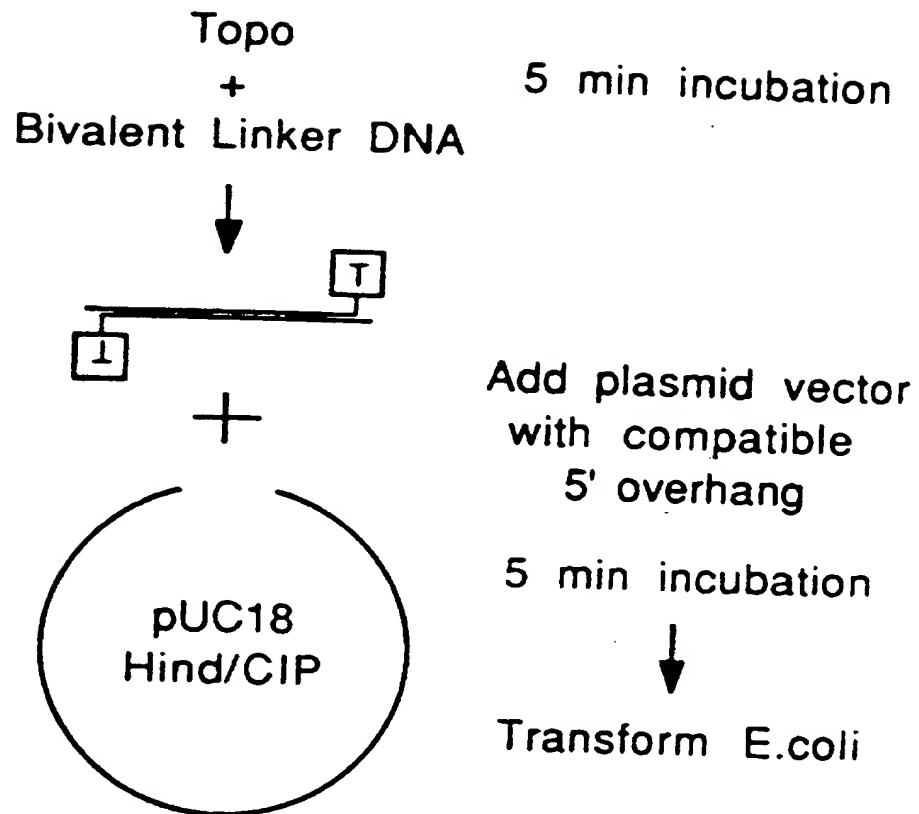 Topo
+
Bivalent Linker DNA
5 min incubation
T
T
+
Add plasmid vector
with compatible
5' overhang
5 min incubation
pUC18
Hind/CIP
Transform E.coli